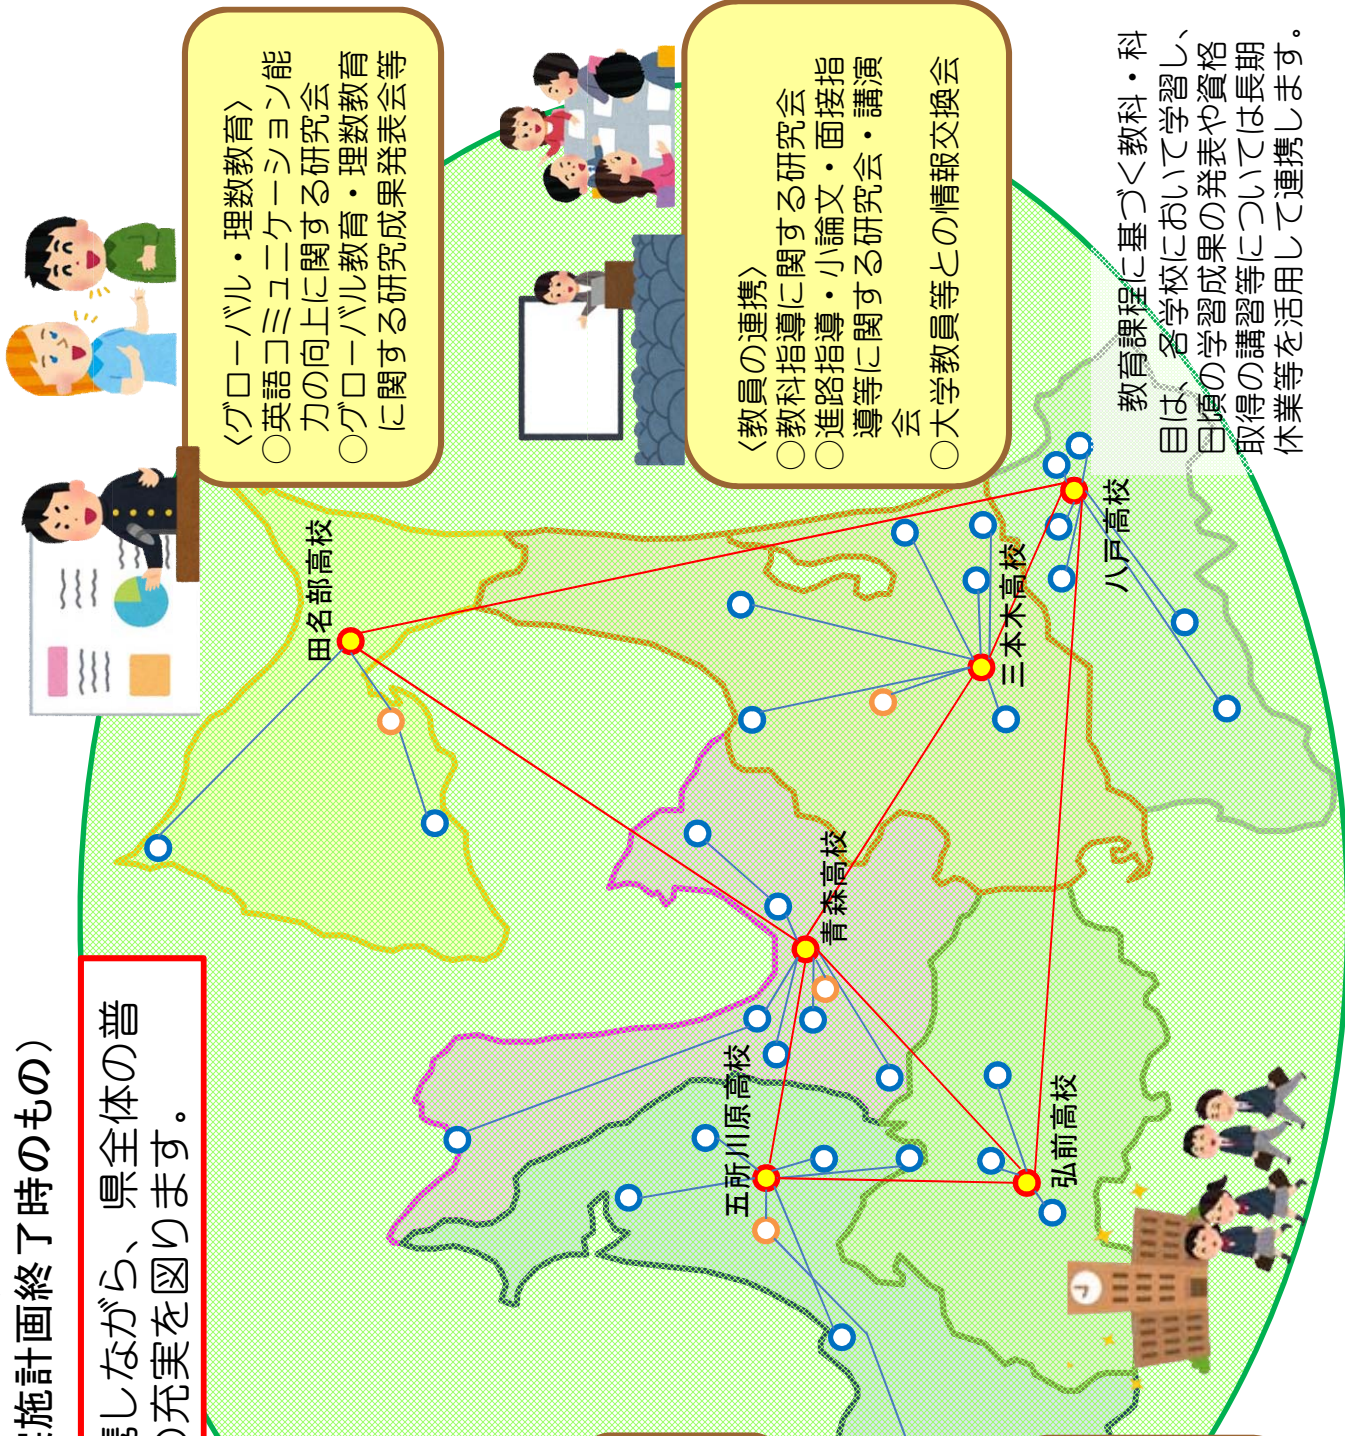 施計画終了時のもの）
しながら、県全体の普
充実を図ります。
〈グローバル・理数教育〉
○英語コミュニケーション能
力の向上に関する研究会
○グローバル教育・理数教育
に関する研究成果発表会等
〈教員の連携〉
○教科指導に関する研究会
○進路指導・小論文・面接指
導等に関する研究会・講演
会
○大学教員等との情報交換会
教育課程に基づく教科・科
目は、各学校において学習し、
日頃の学習成果の発表や資格
取得の講習等については長期
休業等を活用して連携します。
田名部高校
三本木高校
八戸高校
青森高校
五所川原高校
弘前高校